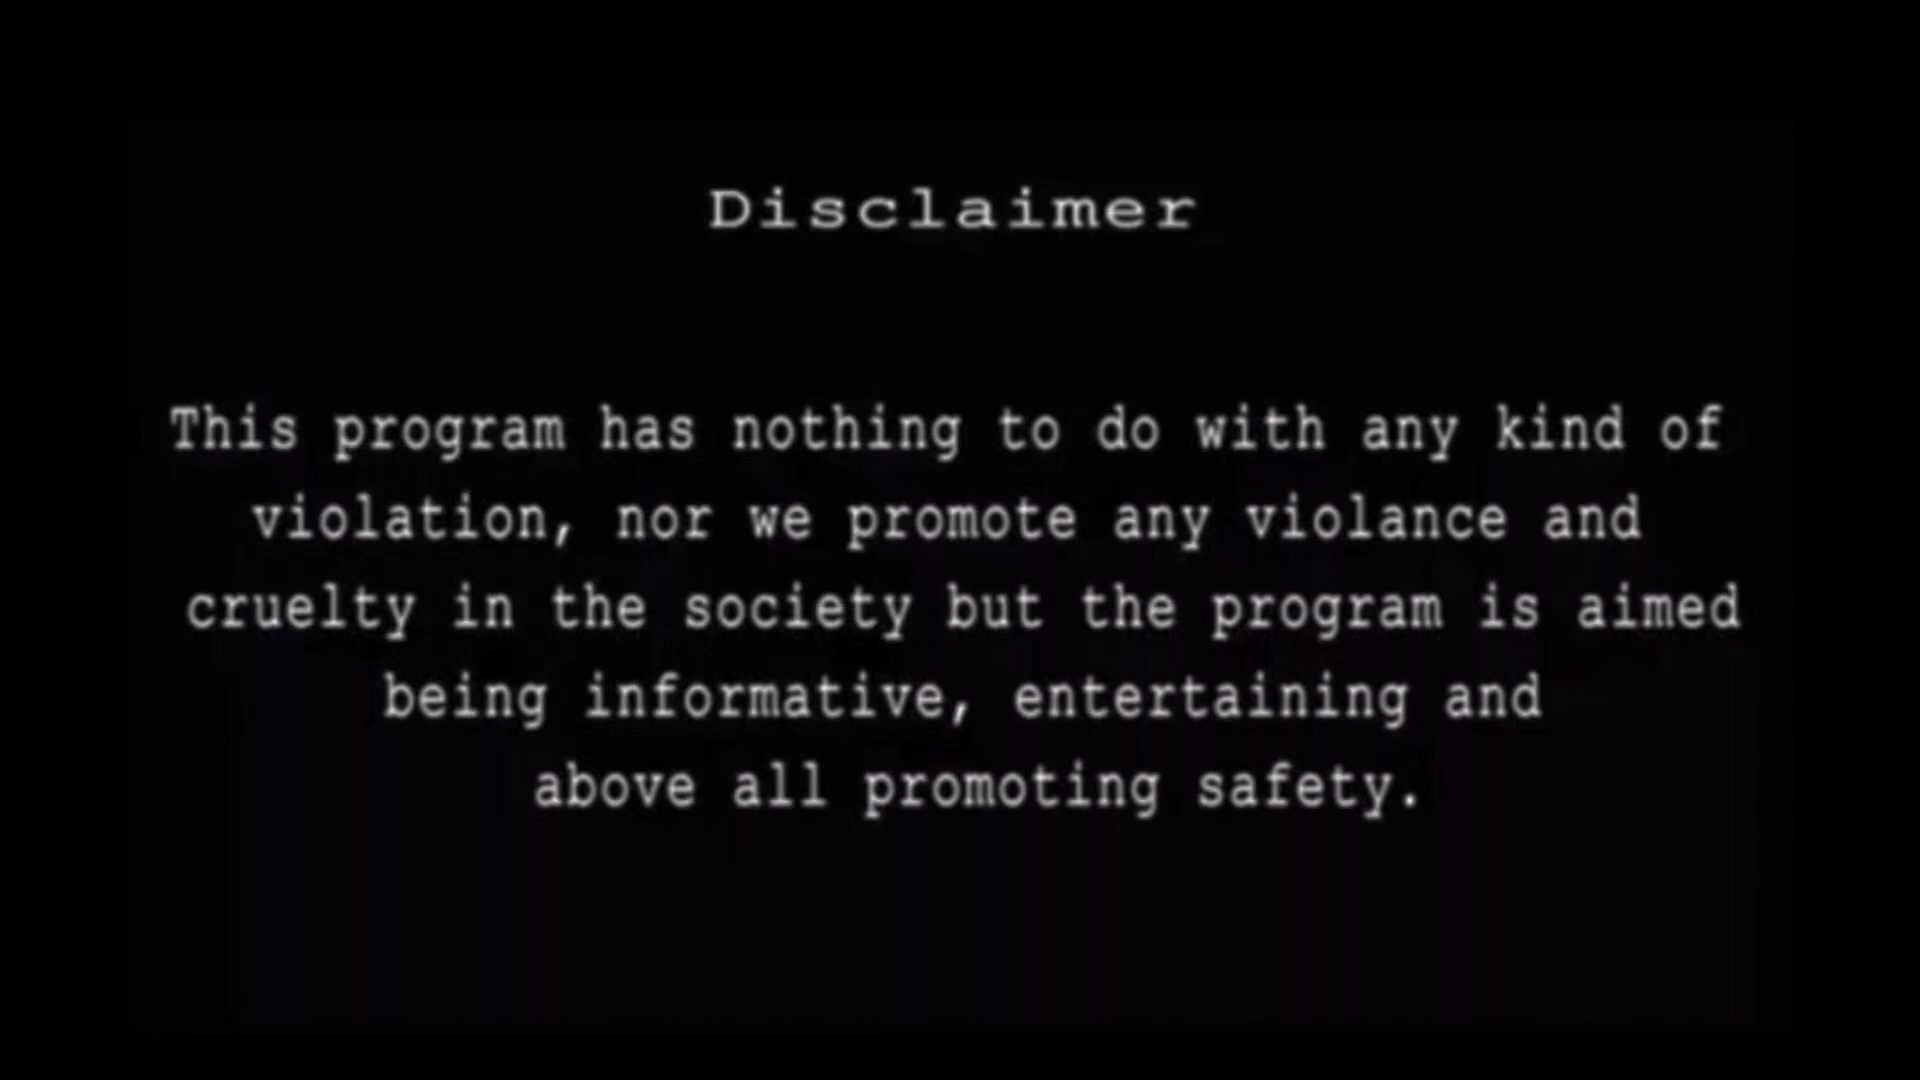 Disclaimer
This program has nothing to do with any kind of
violation, nor we promote any violance and
cruelty in the society but the program is aimed
being informative, entertaining and
above all promoting safety.